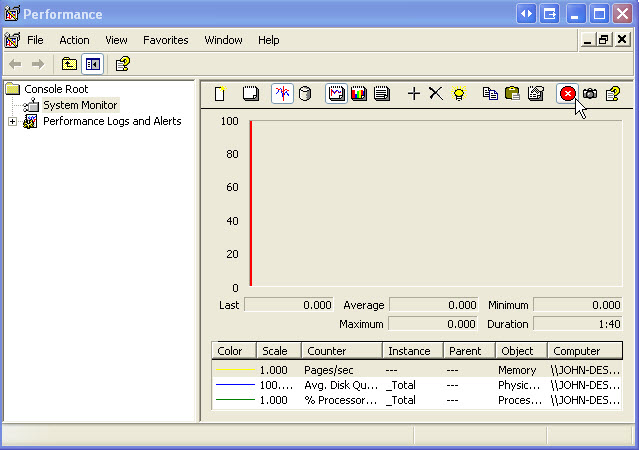 Performance
File Action View Favorites Window Help
Console Root
System Monitor
Performance Logs and Alerts
100
80
60
40
20
0
Last 0.000 Average 0.000 Minimum 0.000
Maximum 0.000 Duration 1:40
Color Scale Counter Instance Parent Object Computer
1.000 Pages/sec --- --- Memory \\JOHN-DES...
100.... Avg. Disk Qu... _Total --- Physic... \\JOHN-DES...
1.000 % Processor... _Total --- Proces... \\JOHN-DES...